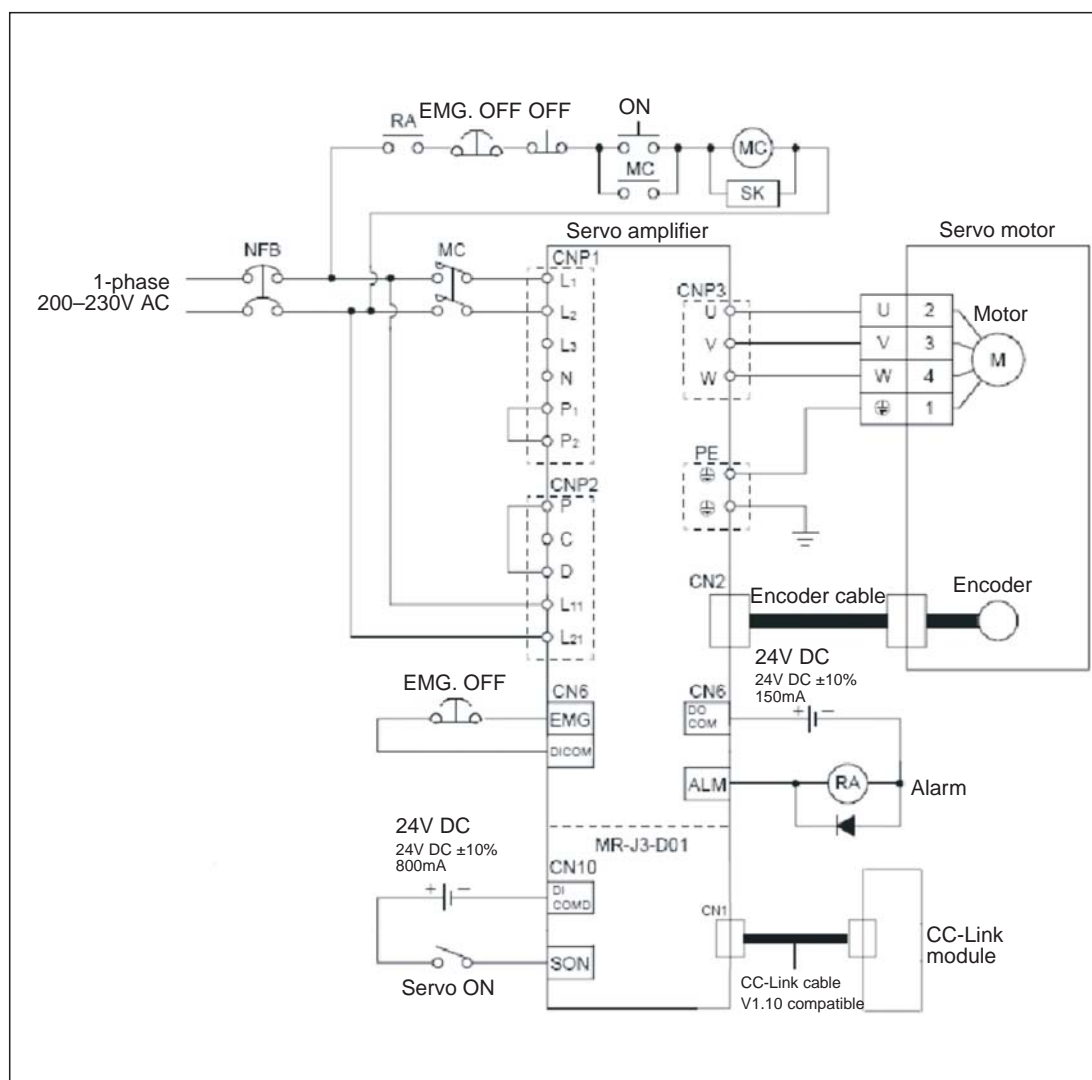 EMG. OFF OFF
ON
RA
MC
MC
SK
Servo amplifier
Servo motor
NFB
MC
CNP1
1-phase
200–230V AC
L1
L2
L3
N
P1
P2
CNP3
U
V
W
U 2
V 3
W 4
1
Motor
M
PE
CNP2
P
C
D
L11
L21
CN2
Encoder cable
Encoder
24V DC
24V DC ±10%
150mA
+ −
EMG. OFF
CN6
EMG
DICOM
CN6
DO
COM
ALM
RA
Alarm
MR-J3-D01
24V DC
24V DC ±10%
800mA
+ −
CN10
DI
COMD
SON
Servo ON
CN1
CC-Link
module
CC-Link cable
V1.10 compatible